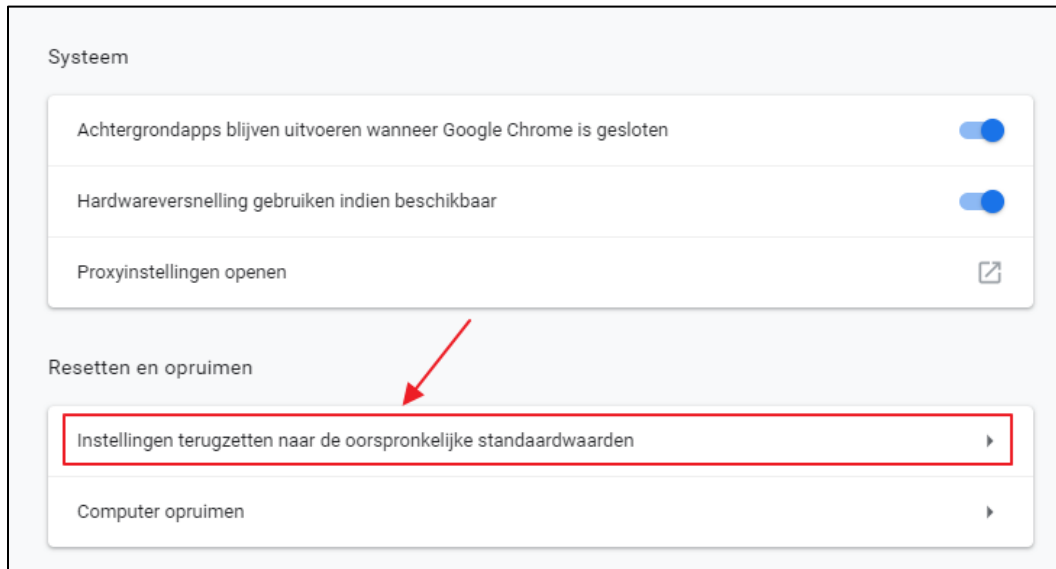 Systeem
Achtergrondapps blijven uitvoeren wanneer Google Chrome is gesloten
Hardwareversnelling gebruiken indien beschikbaar
Proxyinstellingen openen
Resetten en opruimen
Instellingen terugzetten naar de oorspronkelijke standaardwaarden
Computer opruimen